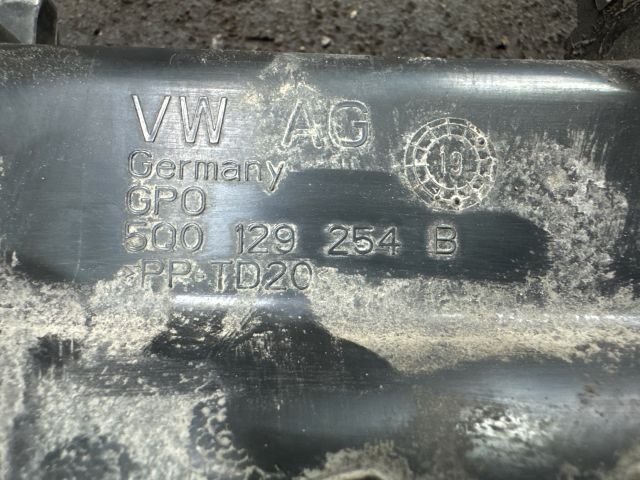 VW AG
19
Germany
GPO
5Q0 129 254 B
>PP-TD20